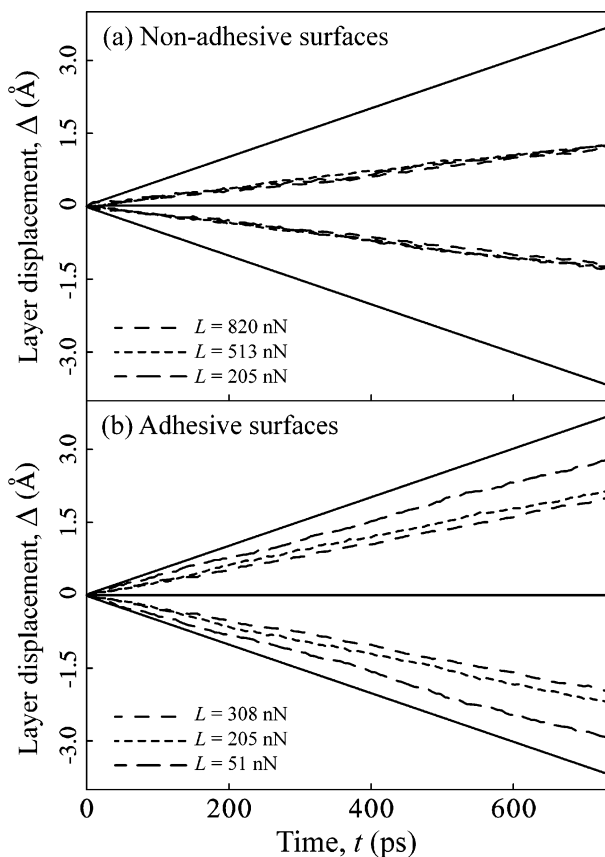 (a) Non-adhesive surfaces
Layer displacement, Δ (Å)
3.0
1.5
0
-1.5
-3.0
L = 820 nN
L = 513 nN
L = 205 nN
(b) Adhesive surfaces
Layer displacement, Δ (Å)
3.0
1.5
0
-1.5
-3.0
L = 308 nN
L = 205 nN
L = 51 nN
0 200 400 600
Time, t (ps)